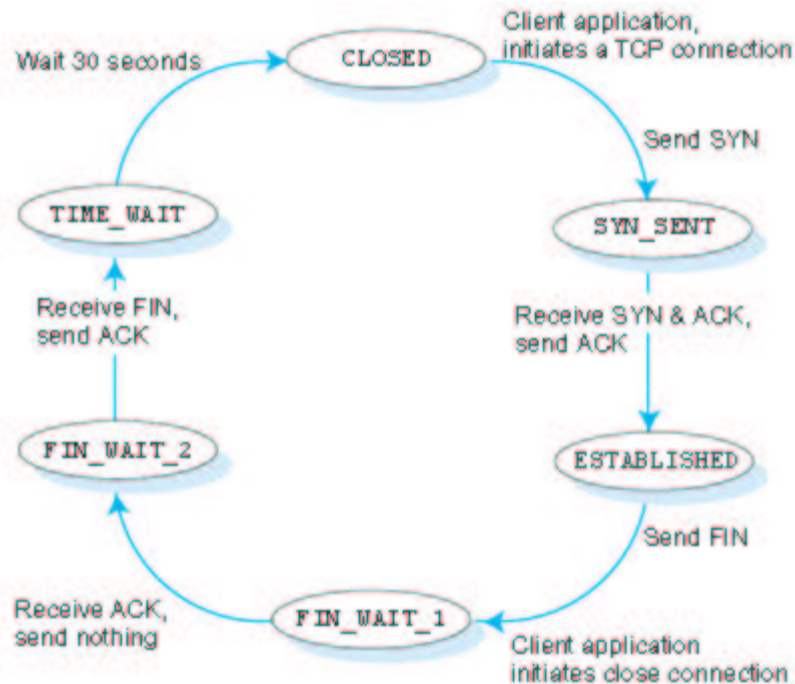 Client application,
initiates a TCP connection
Wait 30 seconds
CLOSED
Send SYN
TIME_WAIT
SYN_SENT
Receive FIN,
send ACK
Receive SYN & ACK,
send ACK
FIN_WAIT_2
ESTABLISHED
Send FIN
Receive ACK,
send nothing
FIN_WAIT_1
Client application
initiates close connection